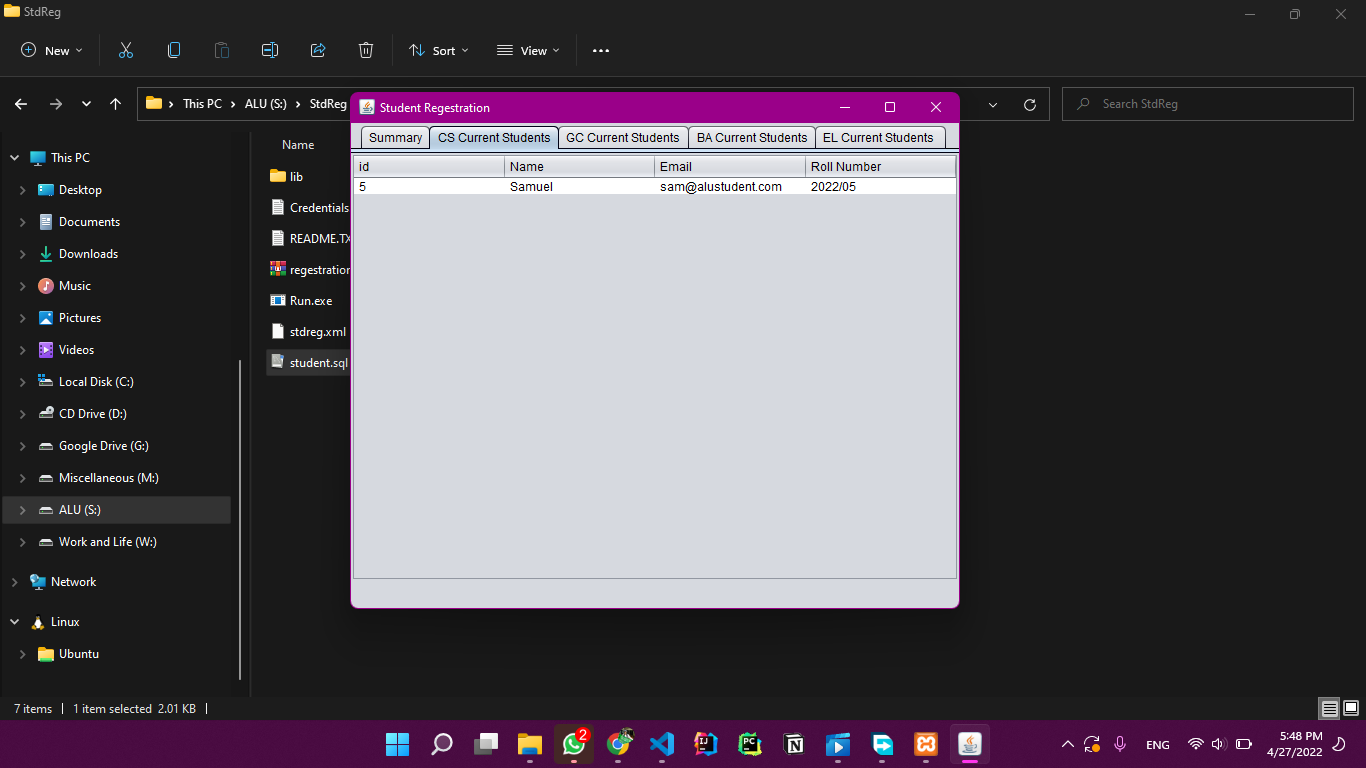 StdReg
New
Sort
View
This PC
ALU (S:)
StdReg
Search StdReg
This PC
Desktop
Documents
Downloads
Music
Pictures
Videos
Local Disk (C:)
CD Drive (D:)
Google Drive (G:)
Miscellaneous (M:)
ALU (S:)
Work and Life (W:)
Network
Linux
Ubuntu
Name
lib
Credentials
README.TX
regestration
Run.exe
stdreg.xml
student.sql
Student Regestration
Summary CS Current Students GC Current Students BA Current Students EL Current Students
id Name Email Roll Number
5 Samuel sam@alustudent.com 2022/05
7 items 1 item selected 2.01 KB
2
IJ
PC
N
ENG
5:48 PM
4/27/2022